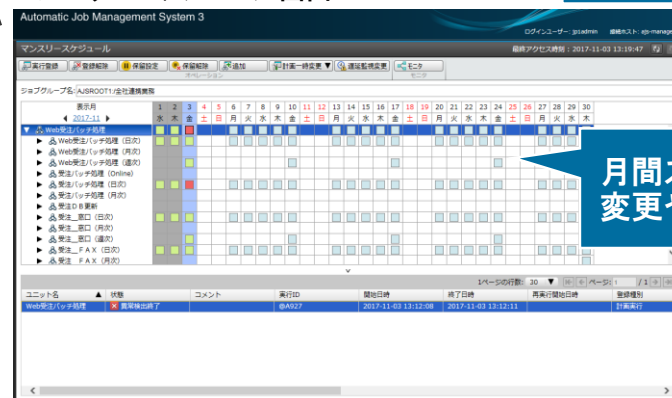 Automatic Job Management System 3
ログインユーザー: jp1admin 接続ホスト: ajs-manager
マンスリースケジュール 最終アクセス時刻 : 2017-11-03 13:19:47
実行登録 登録解除 保留設定 保留解除 追加 計画一時変更 ▼ 遅延監視変更 モニタ
オペレーション モニタ
ジョブグループ名: AJSROOT1:/全社運換業務
表示月 1 2 3 4 5 6 7 8 9 10 11 12 13 14 15 16 17 18 19 20 21 22 23 24 25 26 27 28 29 30
2017-11 水 木 金 土 日 月 火 水 木 金 土 日 月 火 水 木 金 土 日 月 火 水 木 金 土 日 月 火 水 木
▼ Web受注バッチ処理
▶ Web受注バッチ処理 (日次)
▶ Web受注バッチ処理 (月次)
▶ Web受注バッチ処理 (週次)
▶ 受注バッチ処理 (Online)
▶ 受注バッチ処理 (日次)
▶ 受注バッチ処理 (月次)
▶ 受注DB更新
▶ 受注__窓口 (日次)
▶ 受注__窓口 (月次)
▶ 受注__窓口 (週次)
▶ 受注__FAX (日次)
▶ 受注 FAX (月次)
月間
変更
1ページの行数: 30 ▼ ページ: 1 / 1
ユニット名 ▲ 状態 コメント 実行ID 開始日時 終了日時 再実行開始日時 登録種別
Web受注バッチ処理 異常検出終了 @A927 2017-11-03 13:12:08 2017-11-03 13:12:11 計画実行